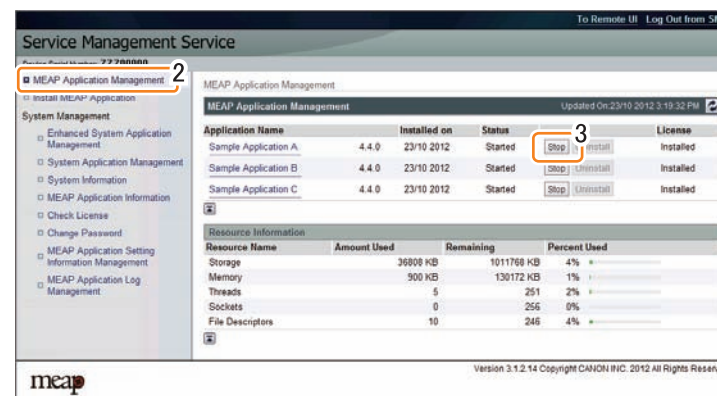 To Remote UI Log Out from
Service Management Service
MEAP Application Management 2
Install MEAP Application
System Management
Enhanced System Application
Management
System Application Management
System Information
MEAP Application Information
Check License
Change Password
MEAP Application Setting
Information Management
MEAP Application Log
Management
MEAP Application Management
MEAP Application Management Updated On:23/10 2012 3:19:32 PM
Application Name Installed on Status 3 License
Sample Application A 4.4.0 23/10 2012 Started Stop Uninstall Installed
Sample Application B 4.4.0 23/10 2012 Started Stop Uninstall Installed
Sample Application C 4.4.0 23/10 2012 Started Stop Uninstall Installed
Resource Information
Resource Name Amount Used Remaining Percent Used
Storage 36808 KB 1011768 KB 4%
Memory 900 KB 130172 KB 1%
Threads 5 251 2%
Sockets 0 256 0%
File Descriptors 10 246 4%
Version 3.1.2.14 Copyright CANON INC. 2012 All Rights
meap